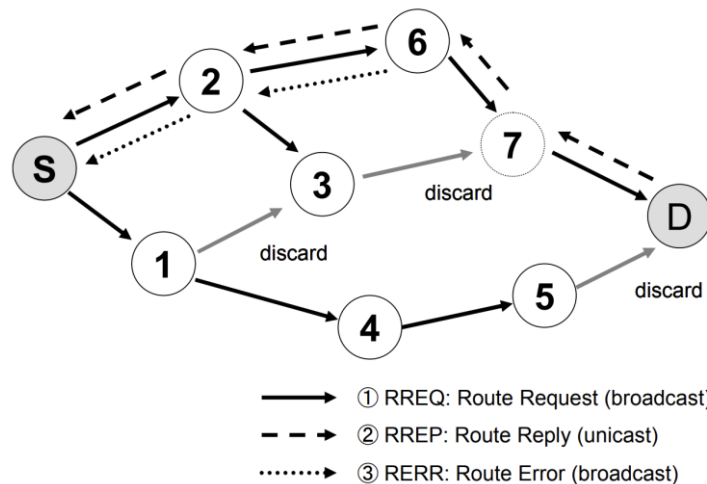 6
2
7
S
3
discard
D
1
discard
5
discard
4
① RREQ: Route Request (broadcast)
② RREP: Route Reply (unicast)
③ RERR: Route Error (broadcast)